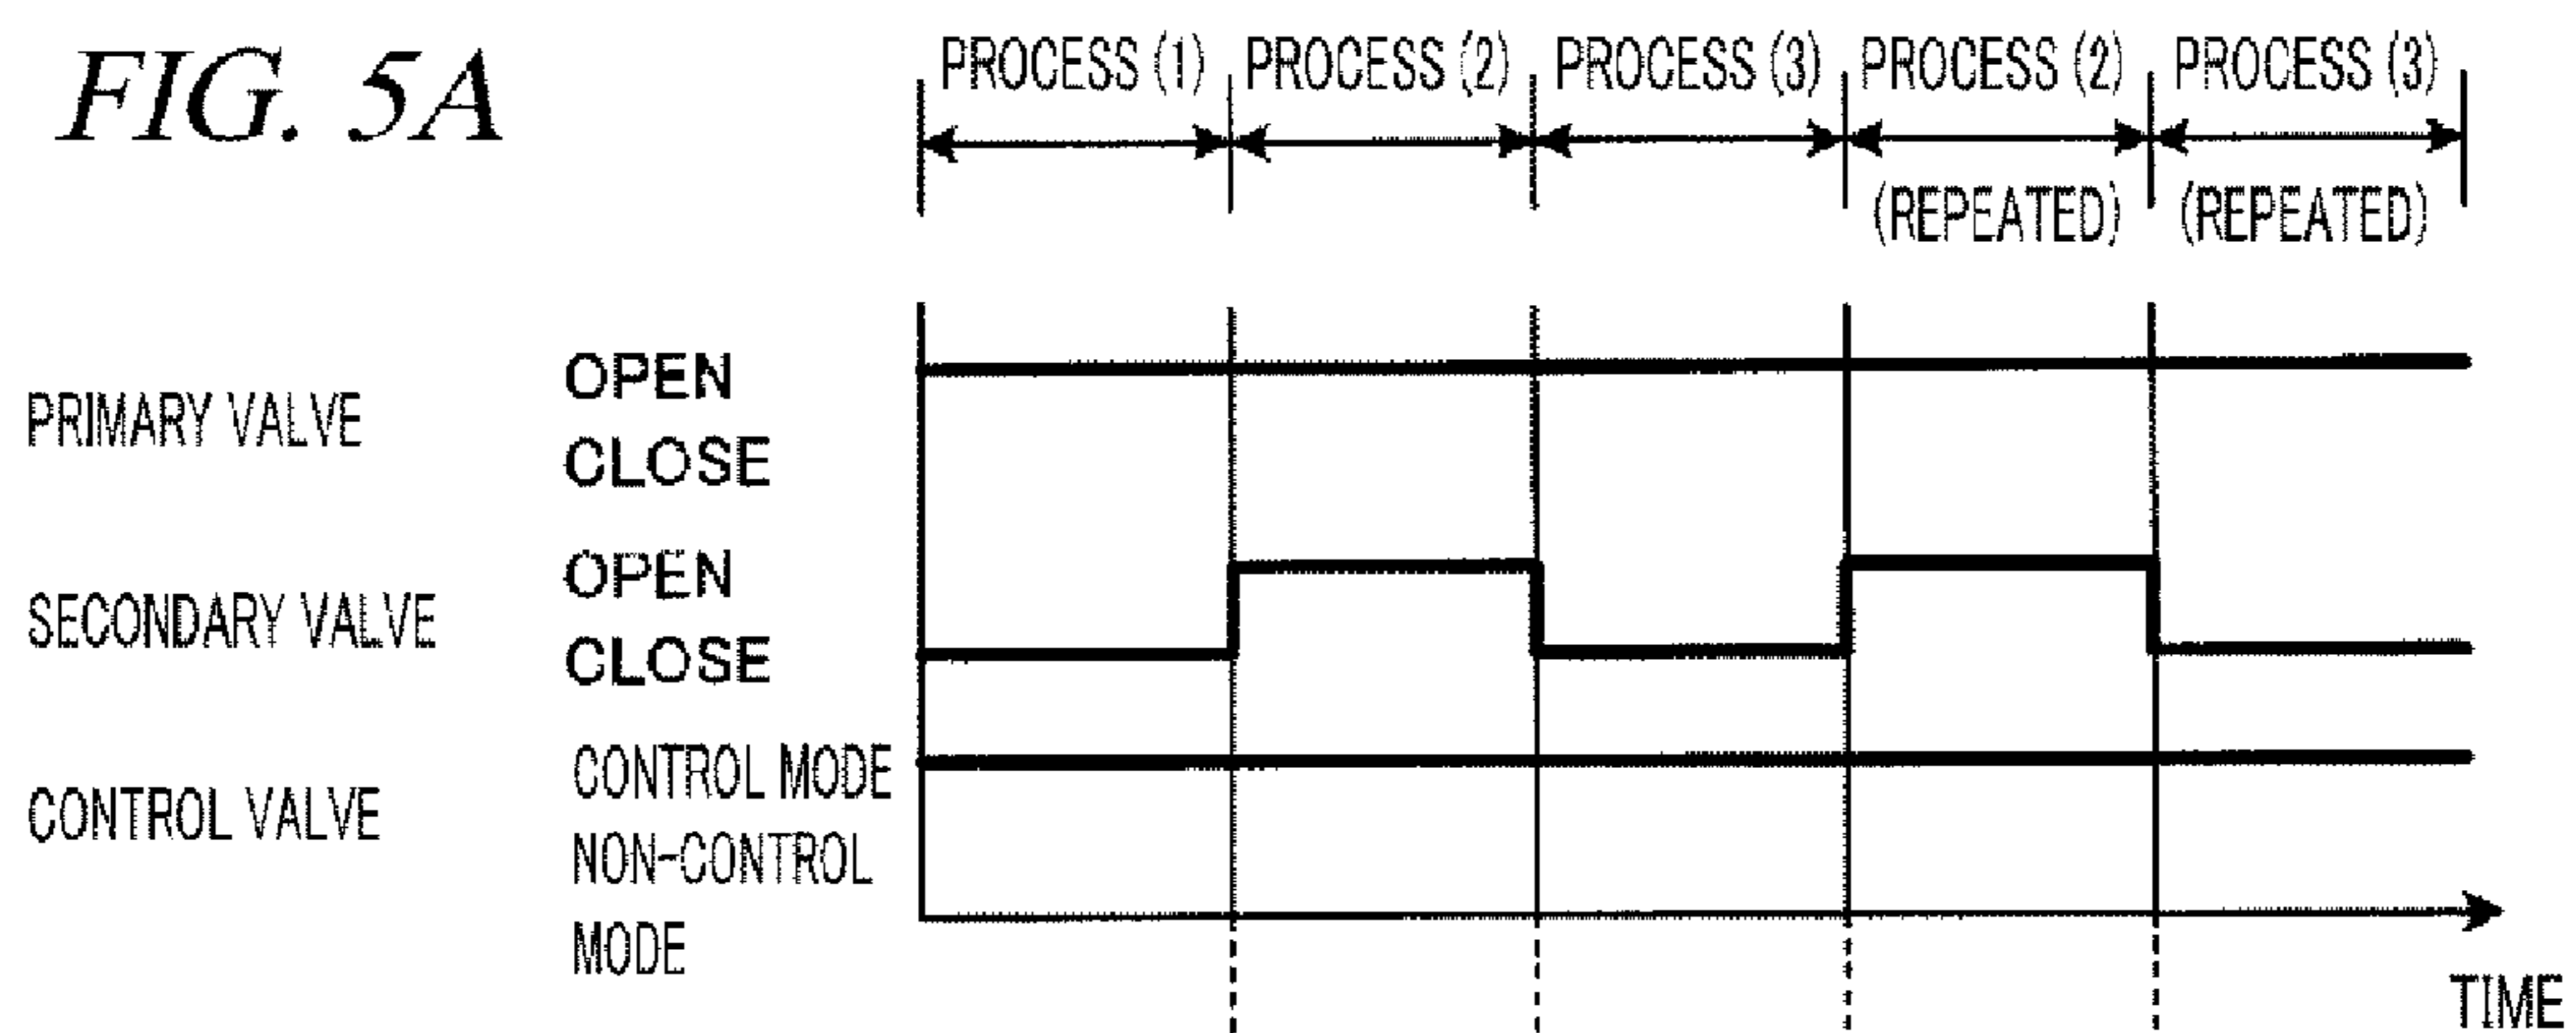 FIG. 5A
PROCESS (1) PROCESS (2) PROCESS (3) PROCESS (2) PROCESS (3)
(REPEATED) (REPEATED)
PRIMARY VALVE
OPEN
CLOSE
SECONDARY VALVE
OPEN
CLOSE
CONTROL VALVE
CONTROL MODE
NON-CONTROL
MODE
TIME